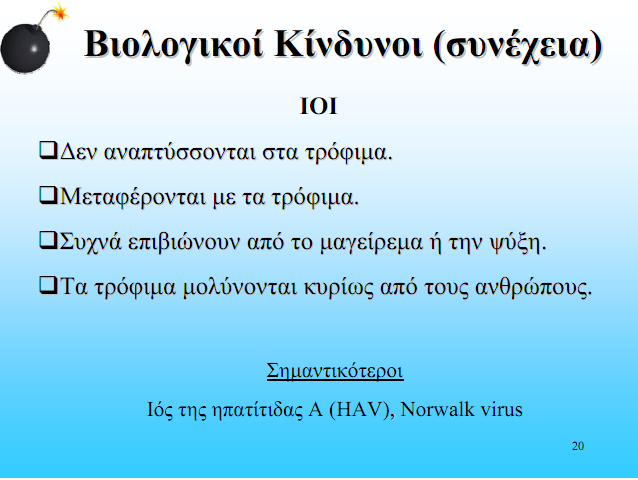 Βιολογικοί Κίνδυνοι (συνέχεια)
ΙΟΙ
Δεν αναπτύσσονται στα τρόφιμα.
Μεταφέρονται με τα τρόφιμα.
Συχνά επιβιώνουν από το μαγείρεμα ή την ψύξη.
Τα τρόφιμα μολύνονται κυρίως από τους ανθρώπους.
Σημαντικότεροι
Ιός της ηπατίτιδας Α (HAV), Norwalk virus
20